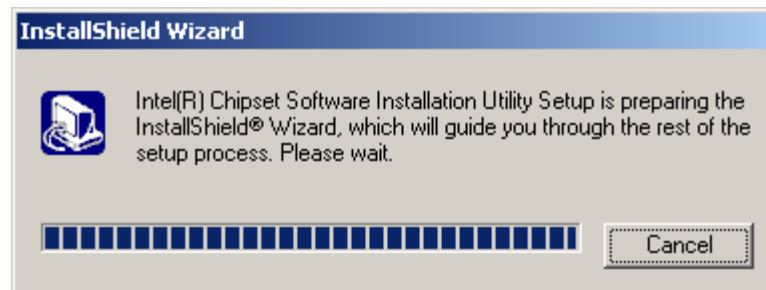 InstallShield Wizard
Intel(R) Chipset Software Installation Utility Setup is preparing the
InstallShield® Wizard, which will guide you through the rest of the
setup process. Please wait.
Cancel